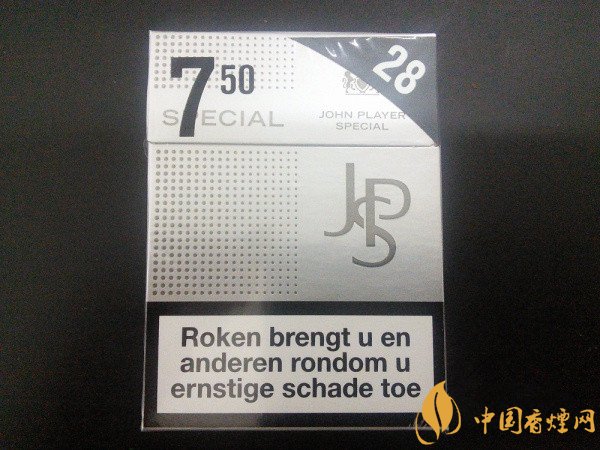 7 50
28
SPECIAL
JOHN PLAYER
SPECIAL
JPS
Roken brengt u en
anderen rondom u
ernstige schade toe
中国香烟网